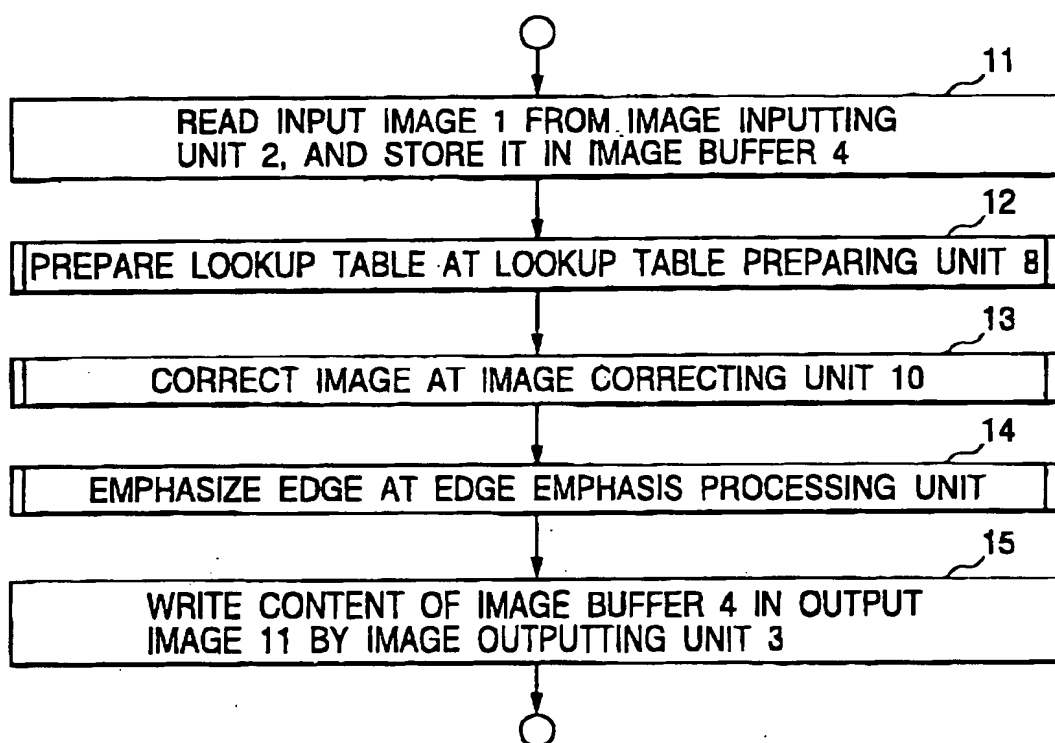 11
READ INPUT IMAGE 1 FROM IMAGE INPUTTING
UNIT 2, AND STORE IT IN IMAGE BUFFER 4
12
PREPARE LOOKUP TABLE AT LOOKUP TABLE PREPARING UNIT 8
13
CORRECT IMAGE AT IMAGE CORRECTING UNIT 10
14
EMPHASIZE EDGE AT EDGE EMPHASIS PROCESSING UNIT
15
WRITE CONTENT OF IMAGE BUFFER 4 IN OUTPUT
IMAGE 11 BY IMAGE OUTPUTTING UNIT 3